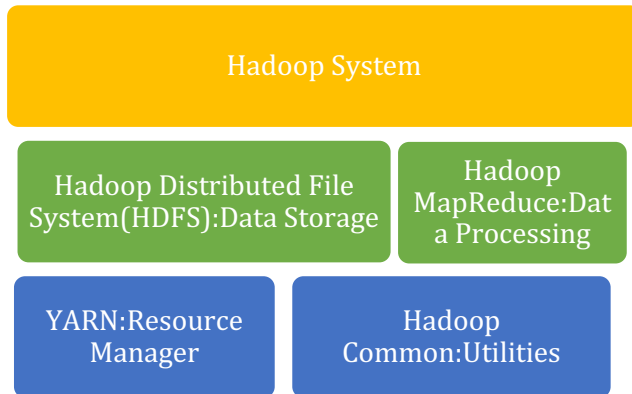 Hadoop System
Hadoop Distributed File
System(HDFS):Data Storage
Hadoop
MapReduce:Dat
a Processing
YARN:Resource
Manager
Hadoop
Common:Utilities